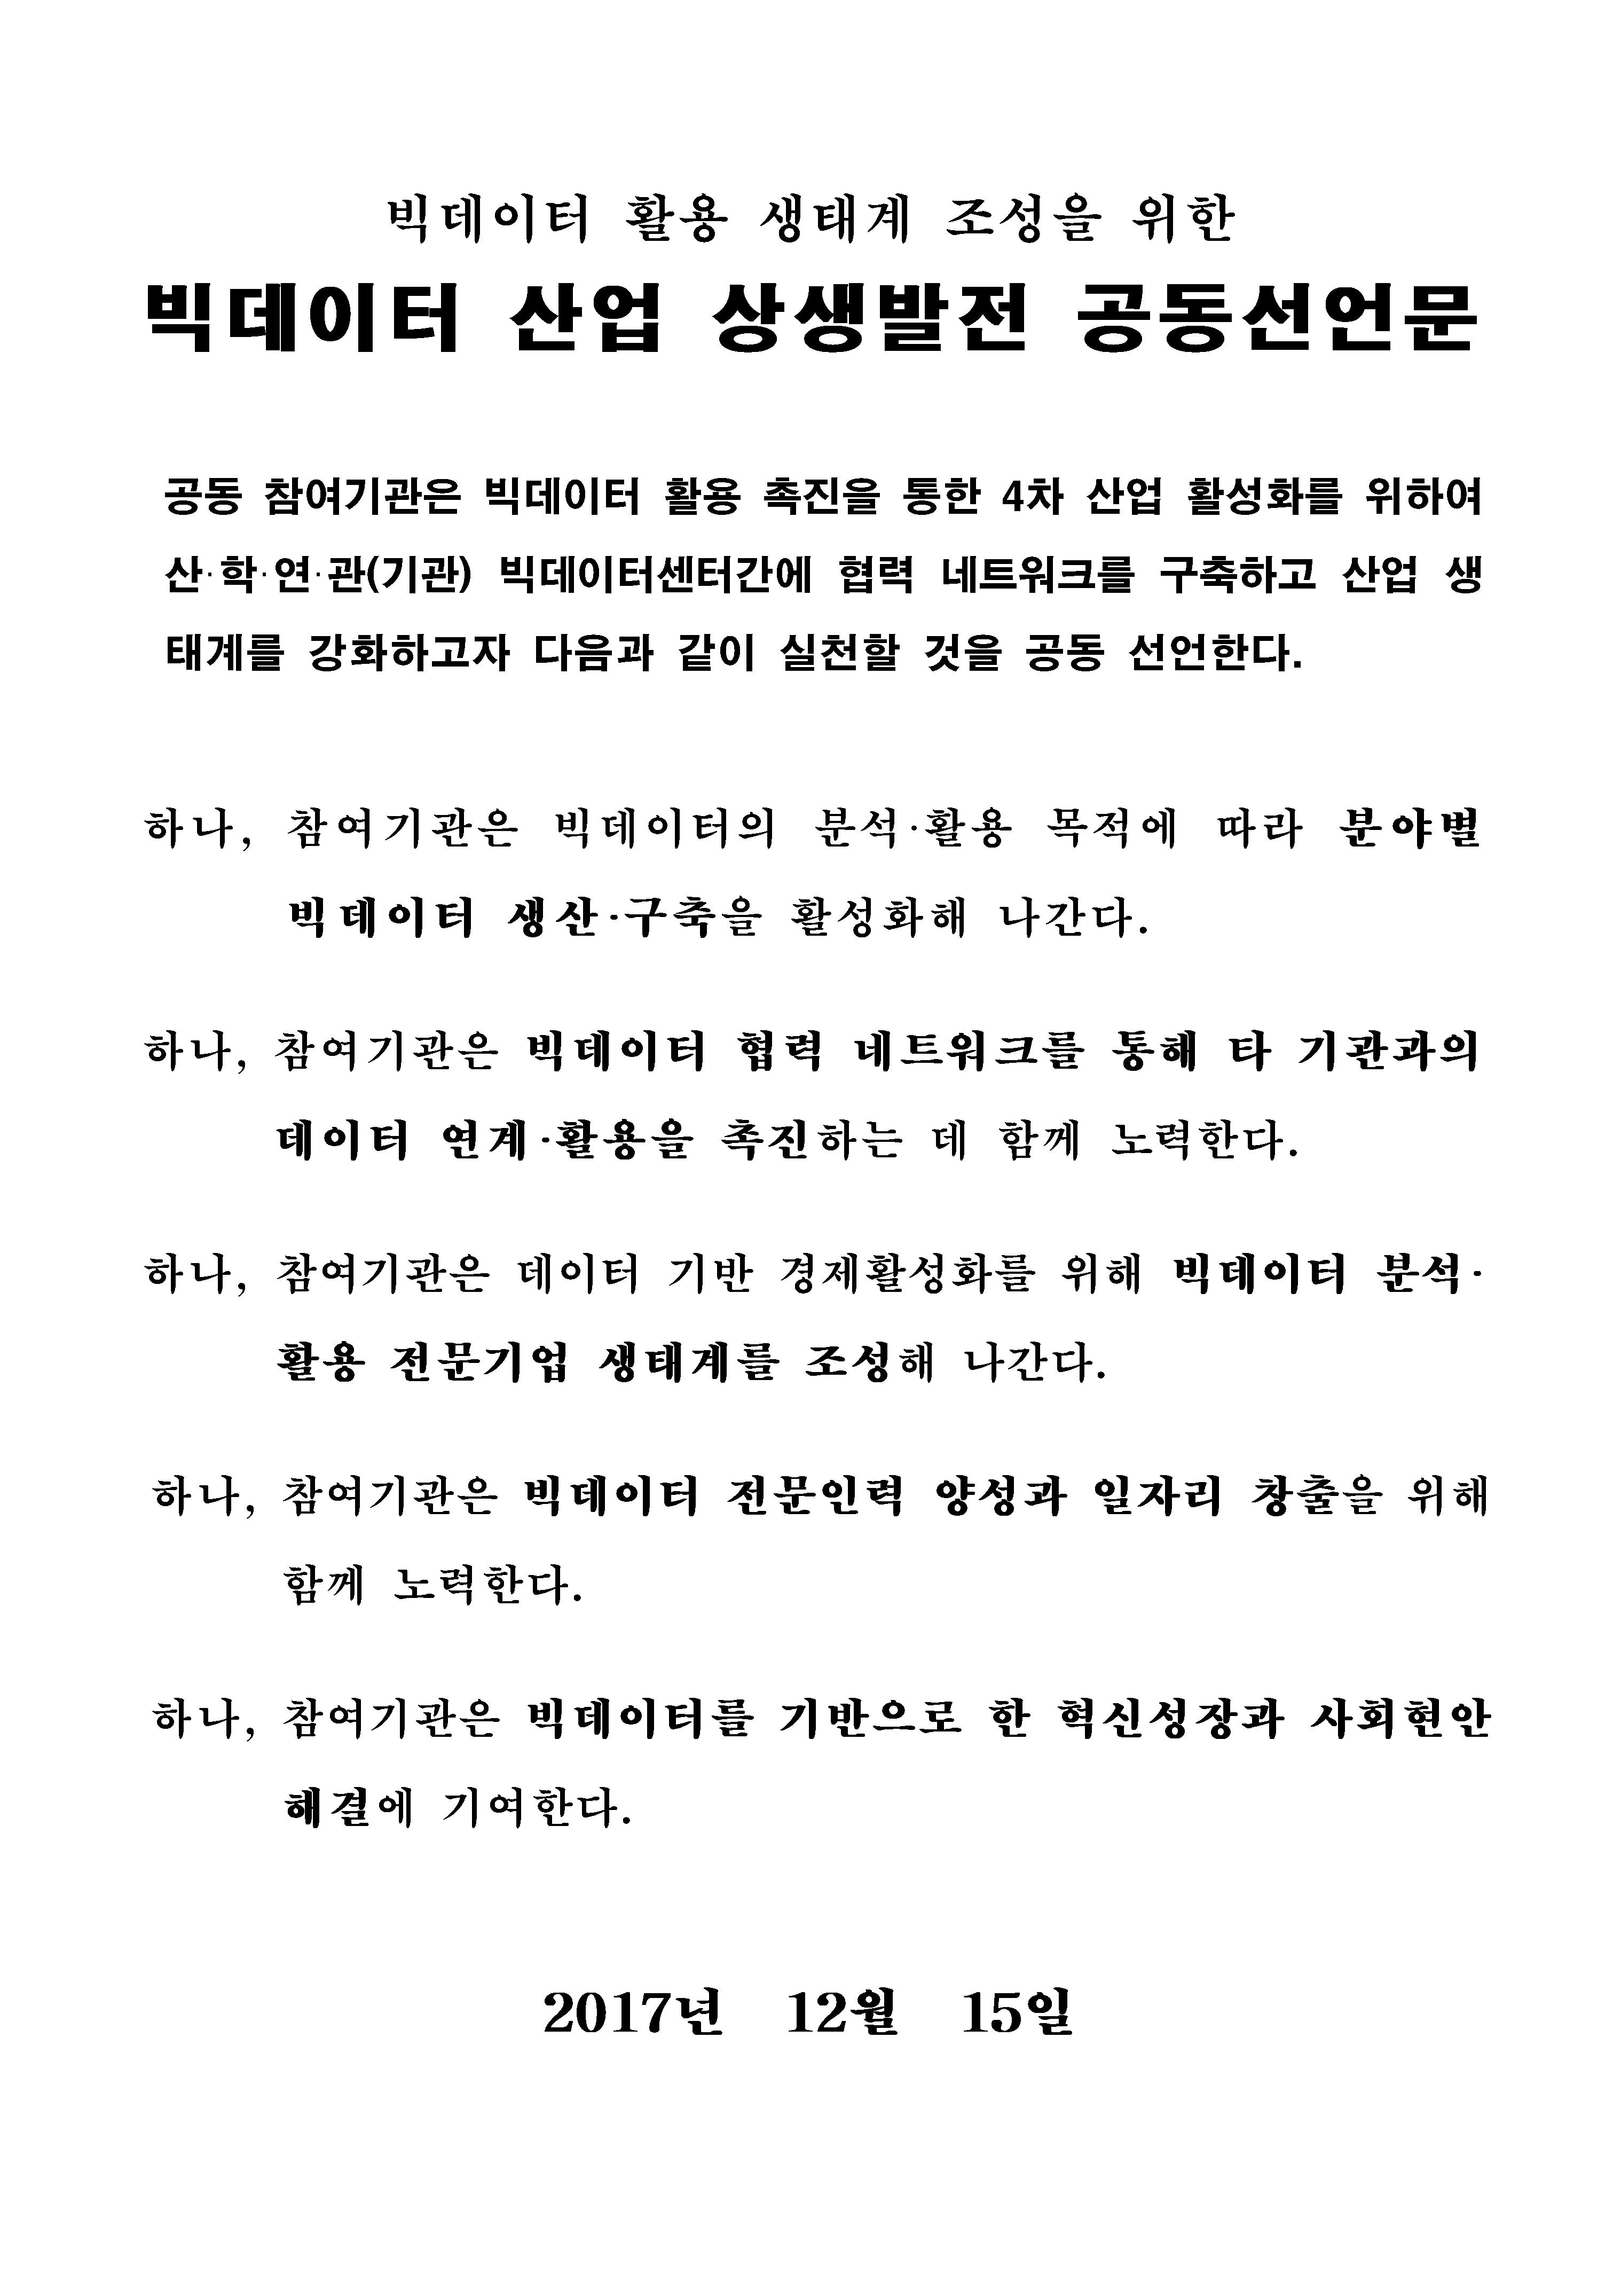 빅데이터 활용 생태계 조성을 위한
빅데이터 산업 상생발전 공동선언문
공동 참여기관은 빅데이터 활용 촉진을 통한 4차 산업 활성화를 위하여
산·학·연·관(기관) 빅데이터센터간에 협력 네트워크를 구축하고 산업 생
태계를 강화하고자 다음과 같이 실천할 것을 공동 선언한다.
하나, 참여기관은 빅데이터의 분석·활용 목적에 따라 분야별
빅데이터 생산·구축을 활성화해 나간다.
하나, 참여기관은 빅데이터 협력 네트워크를 통해 타 기관과의
데이터 연계·활용을 촉진하는 데 함께 노력한다.
하나, 참여기관은 데이터 기반 경제활성화를 위해 빅데이터 분석·
활용 전문기업 생태계를 조성해 나간다.
하나, 참여기관은 빅데이터 전문인력 양성과 일자리 창출을 위해
함께 노력한다.
하나, 참여기관은 빅데이터를 기반으로 한 혁신성장과 사회현안
해결에 기여한다.
2017년 12월 15일